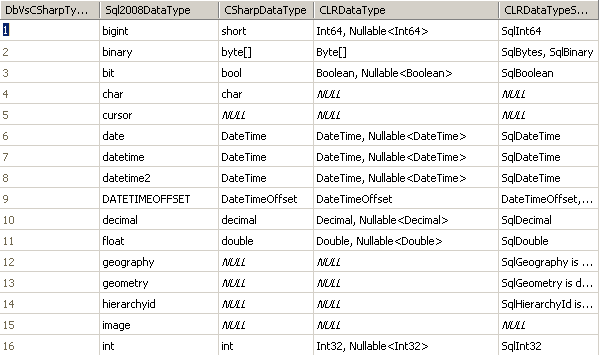 DbVsCSharpTy... Sql2008DataType CSharpDataType CLRDataType CLRDataTypeS...
1 bigint short Int64, Nullable<Int64> SqlInt64
2 binary byte[] Byte[] SqlBytes, SqlBinary
3 bit bool Boolean, Nullable<Boolean> SqlBoolean
4 char char NULL NULL
5 cursor NULL NULL NULL
6 date DateTime DateTime, Nullable<DateTime> SqlDateTime
7 datetime DateTime DateTime, Nullable<DateTime> SqlDateTime
8 datetime2 DateTime DateTime, Nullable<DateTime> SqlDateTime
9 DATETIMEOFFSET DateTimeOffset DateTimeOffset DateTimeOffset,...
10 decimal decimal Decimal, Nullable<Decimal> SqlDecimal
11 float double Double, Nullable<Double> SqlDouble
12 geography NULL NULL SqlGeography is ...
13 geometry NULL NULL SqlGeometry is d...
14 hierarchyid NULL NULL SqlHierarchyId is...
15 image NULL NULL NULL
16 int int Int32, Nullable<Int32> SqlInt32